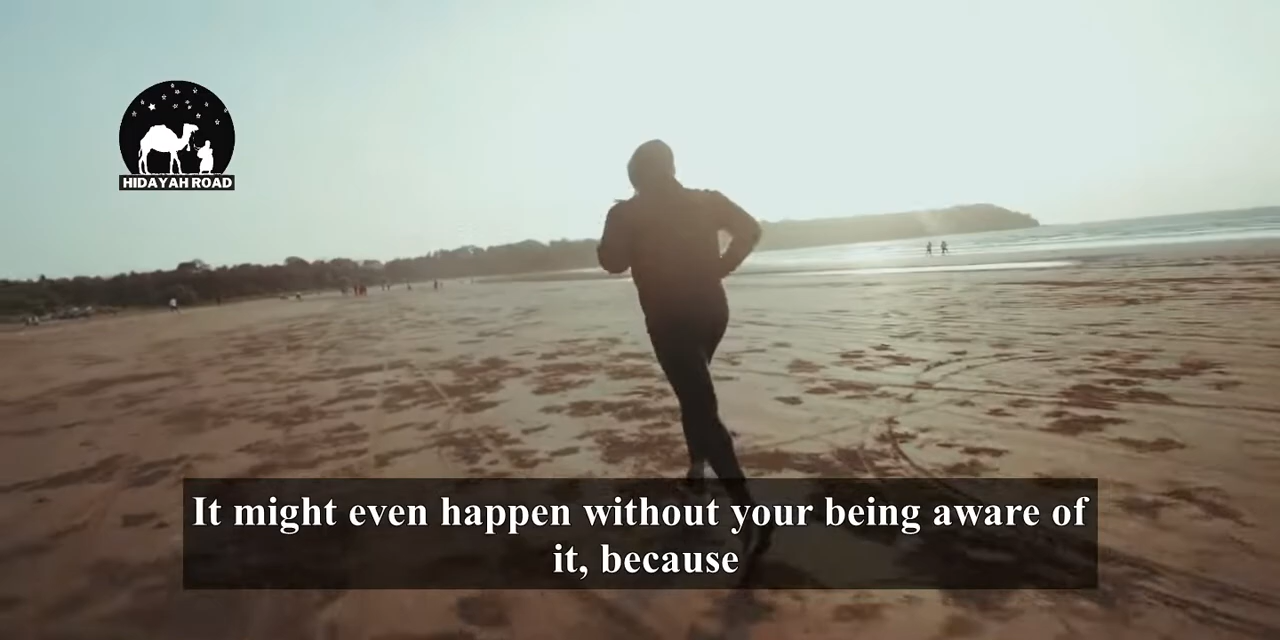 HIDAYAH ROAD
It might even happen without your being aware of
it, because